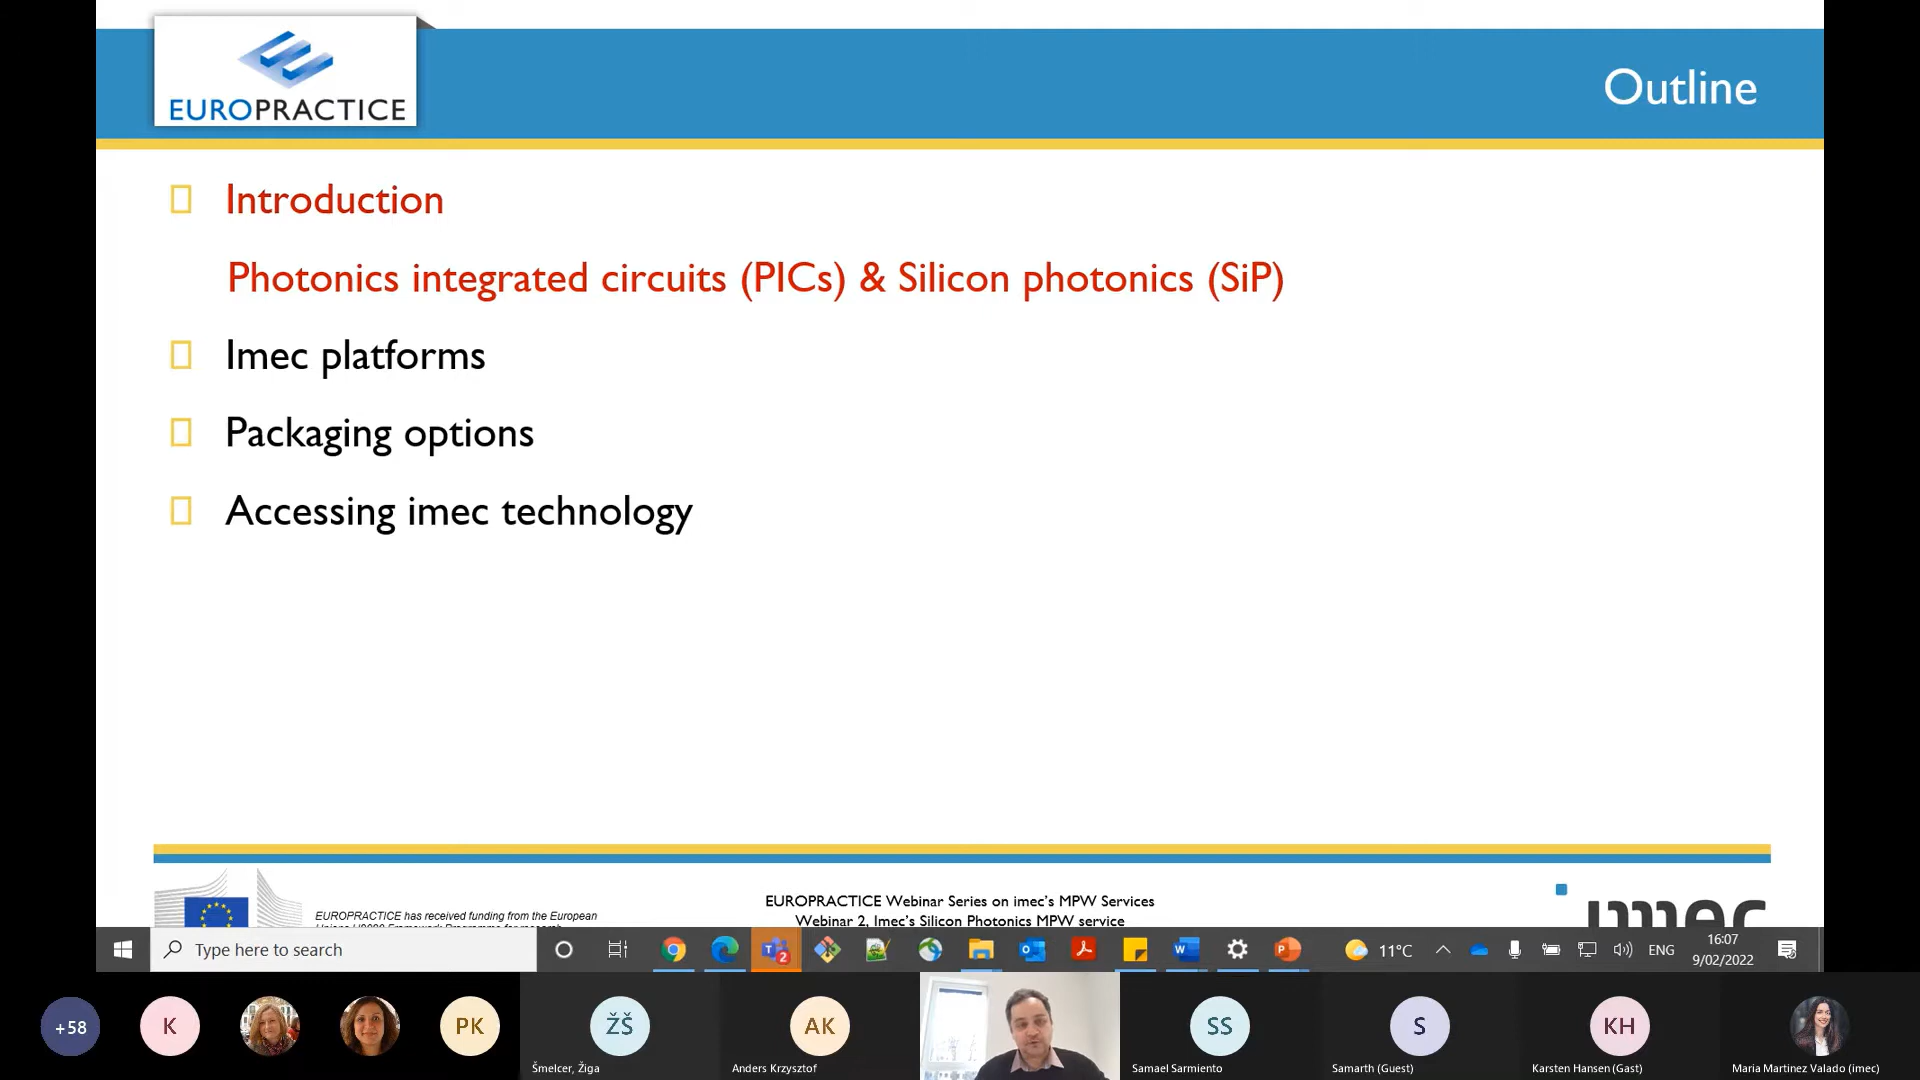 EUROPRACTICE
Outline
Introduction
Photonics integrated circuits (PICs) & Silicon photonics (SiP)
Imec platforms
Packaging options
Accessing imec technology
EUROPRACTICE has received funding from the European
EUROPRACTICE Webinar Series on imec's MPW Services
Webinar 2, Imec's Silicon Photonics MPW service
imec
Type here to search
2
11°C
ENG
16:07
9/02/2022
+58
K
PK
ŽŠ
Šmelcer, Žiga
AK
Anders Krzysztof
SS
Samael Sarmiento
S
Samarth (Guest)
KH
Karsten Hansen (Gast)
Maria Martinez Valado (imec)